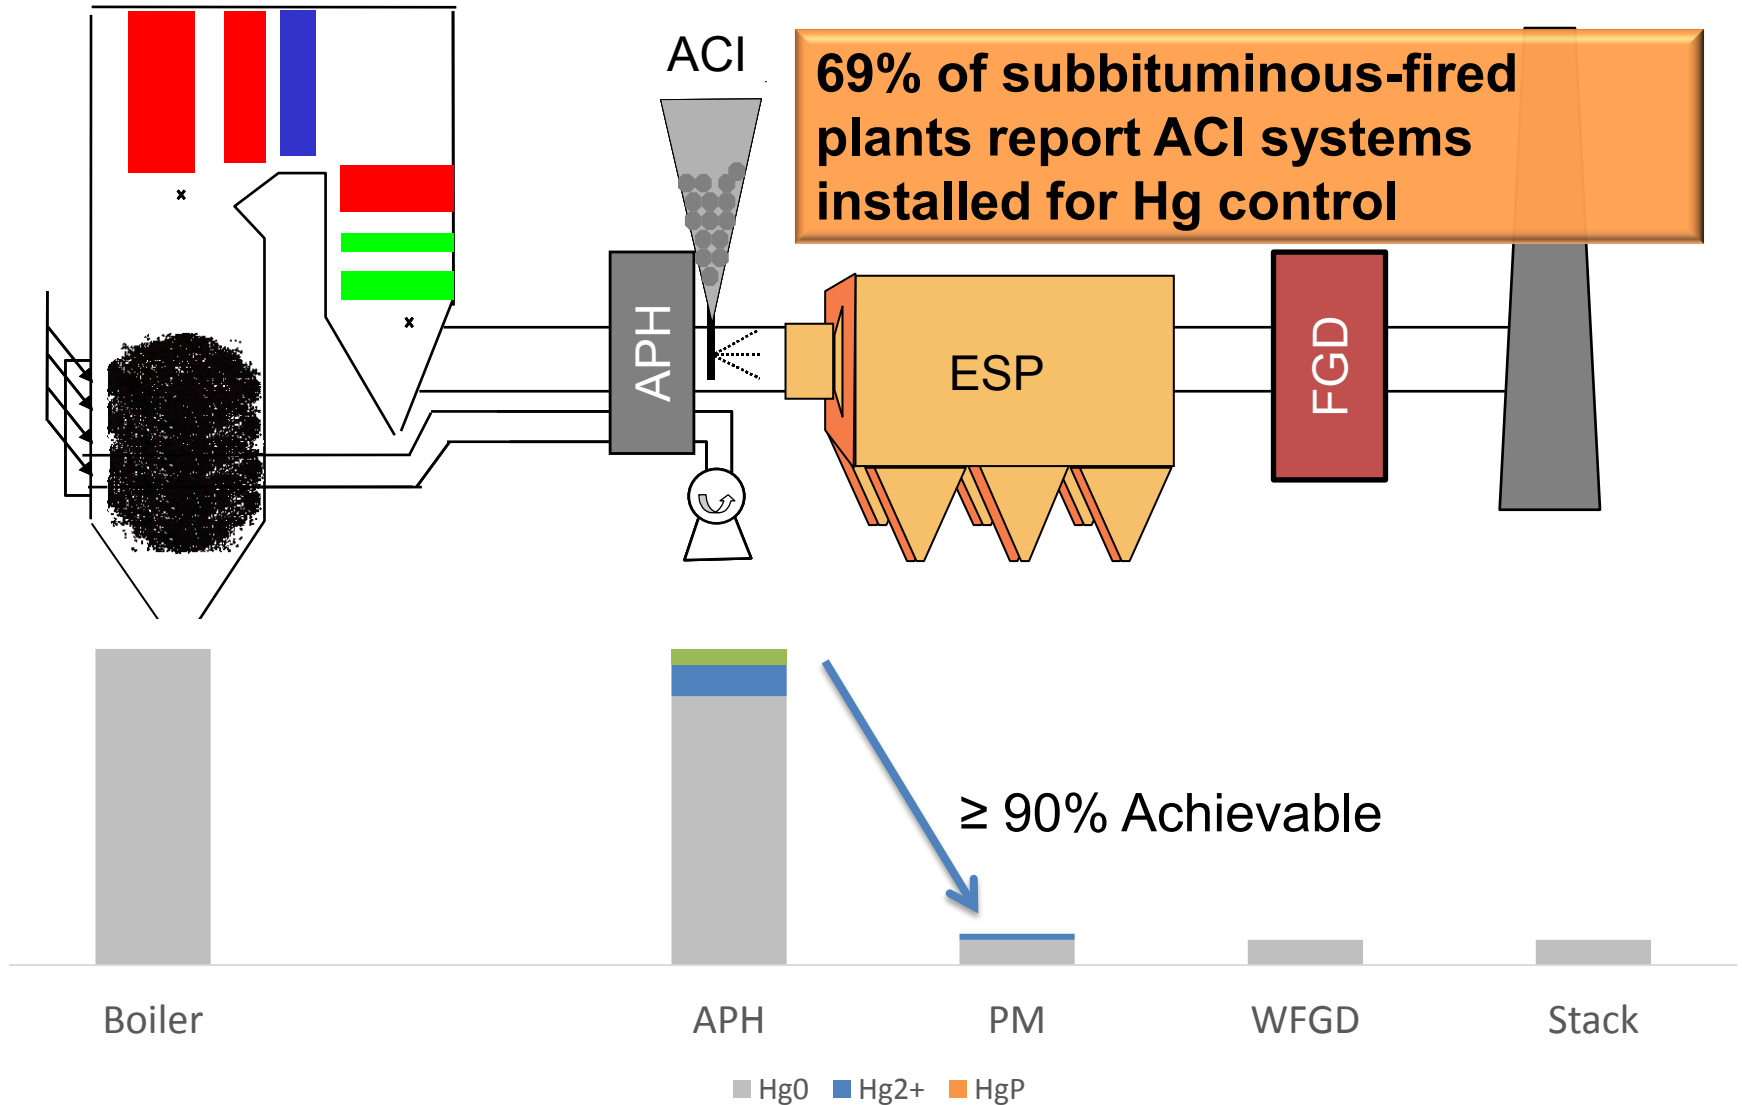 ACI
69% of subbituminous-fired
plants report ACI systems
installed for Hg control
APH
ESP
FGD
≥ 90% Achievable
Boiler
APH
PM
WFGD
Stack
Hg0
Hg2+
HgP